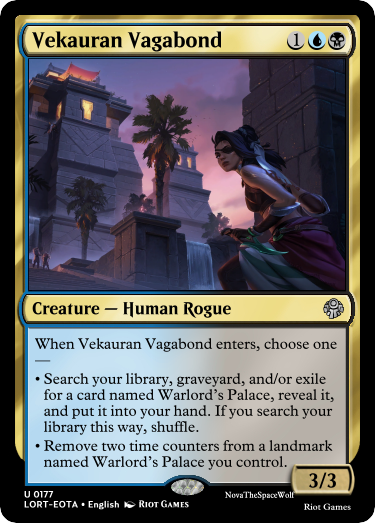 Vekauran Vagabond 1
Creature — Human Rogue
When Vekauran Vagabond enters, choose one
—
• Search your library, graveyard, and/or exile
for a card named Warlord's Palace, reveal it,
and put it into your hand. If you search your
library this way, shuffle.
• Remove two time counters from a landmark
named Warlord's Palace you control.
3/3
U 0177
NovaTheSpaceWolf
LORT-EOTA • English Riot Games
Riot Games